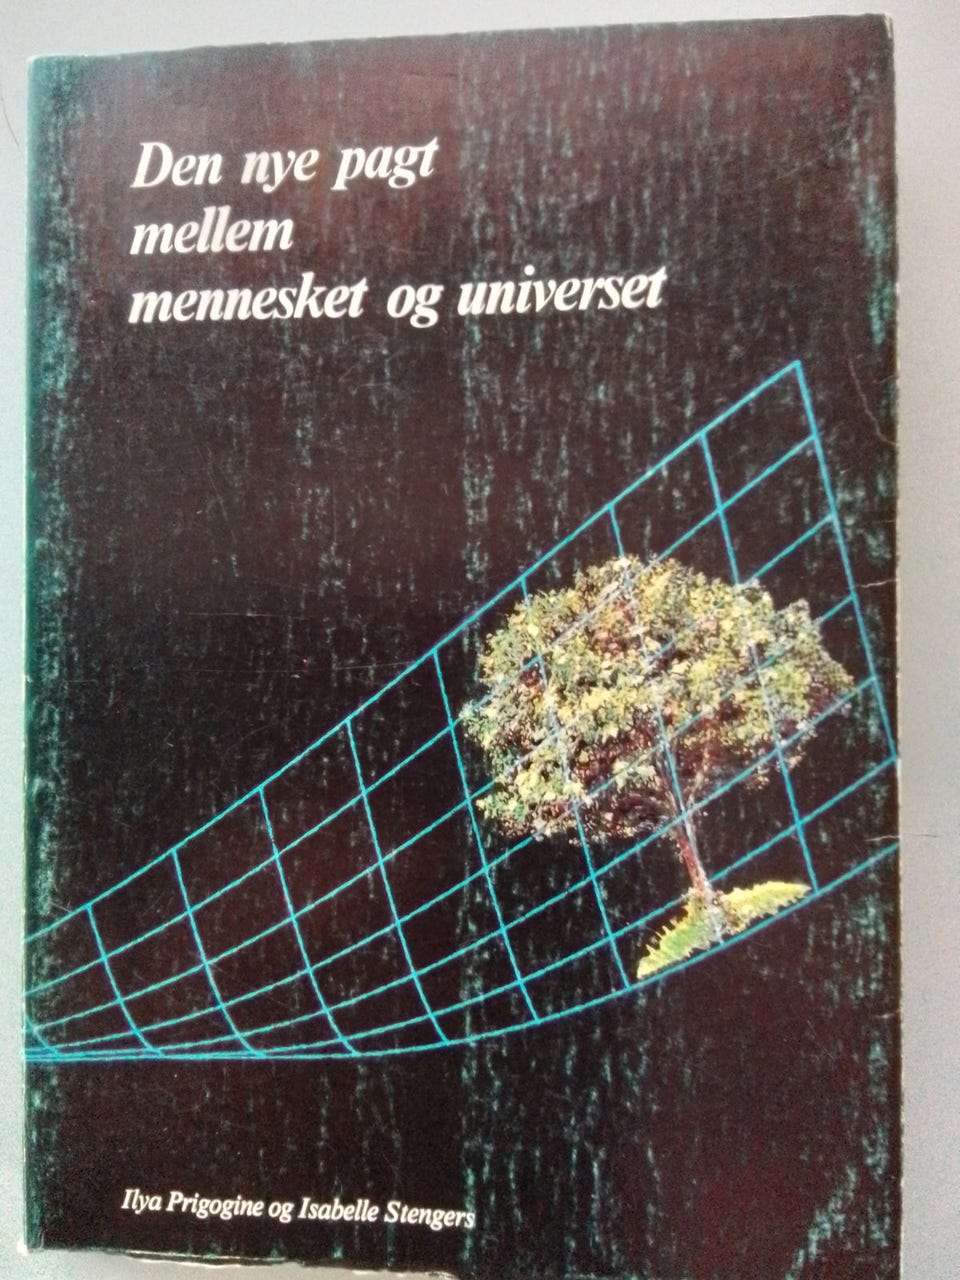 Den nye pagt
mellem
mennesket og universet
Ilya Prigogine og Isabelle Stengers